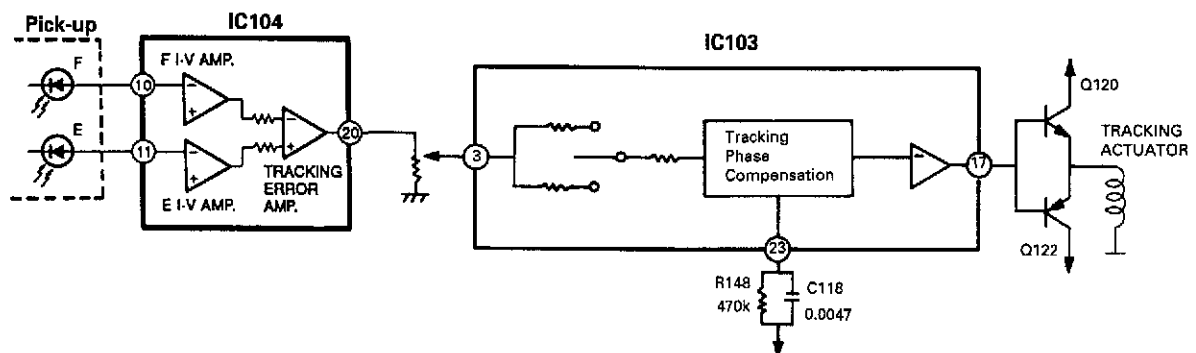 Pick-up
IC104
F I-V AMP.
F
10
E
11
20
TRACKING
ERROR
AMP.
E I-V AMP.
IC103
3
Tracking
Phase
Compensation
17
23
R148
470k
C118
0.0047
Q120
TRACKING
ACTUATOR
Q122